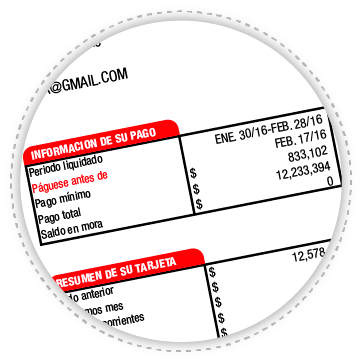 @GMAIL.COM
INFORMACION DE SU PAGO
Periodo liquidado ENE. 30/16-FEB. 28/16
Páguese antes de FEB. 17/16
Pago mínimo $ 833,102
Pago total $ 12,233,394
Saldo en mora $ 0
RESUMEN DE SU TARJETA
anterior $ 12,578
mes $
corrientes $
$